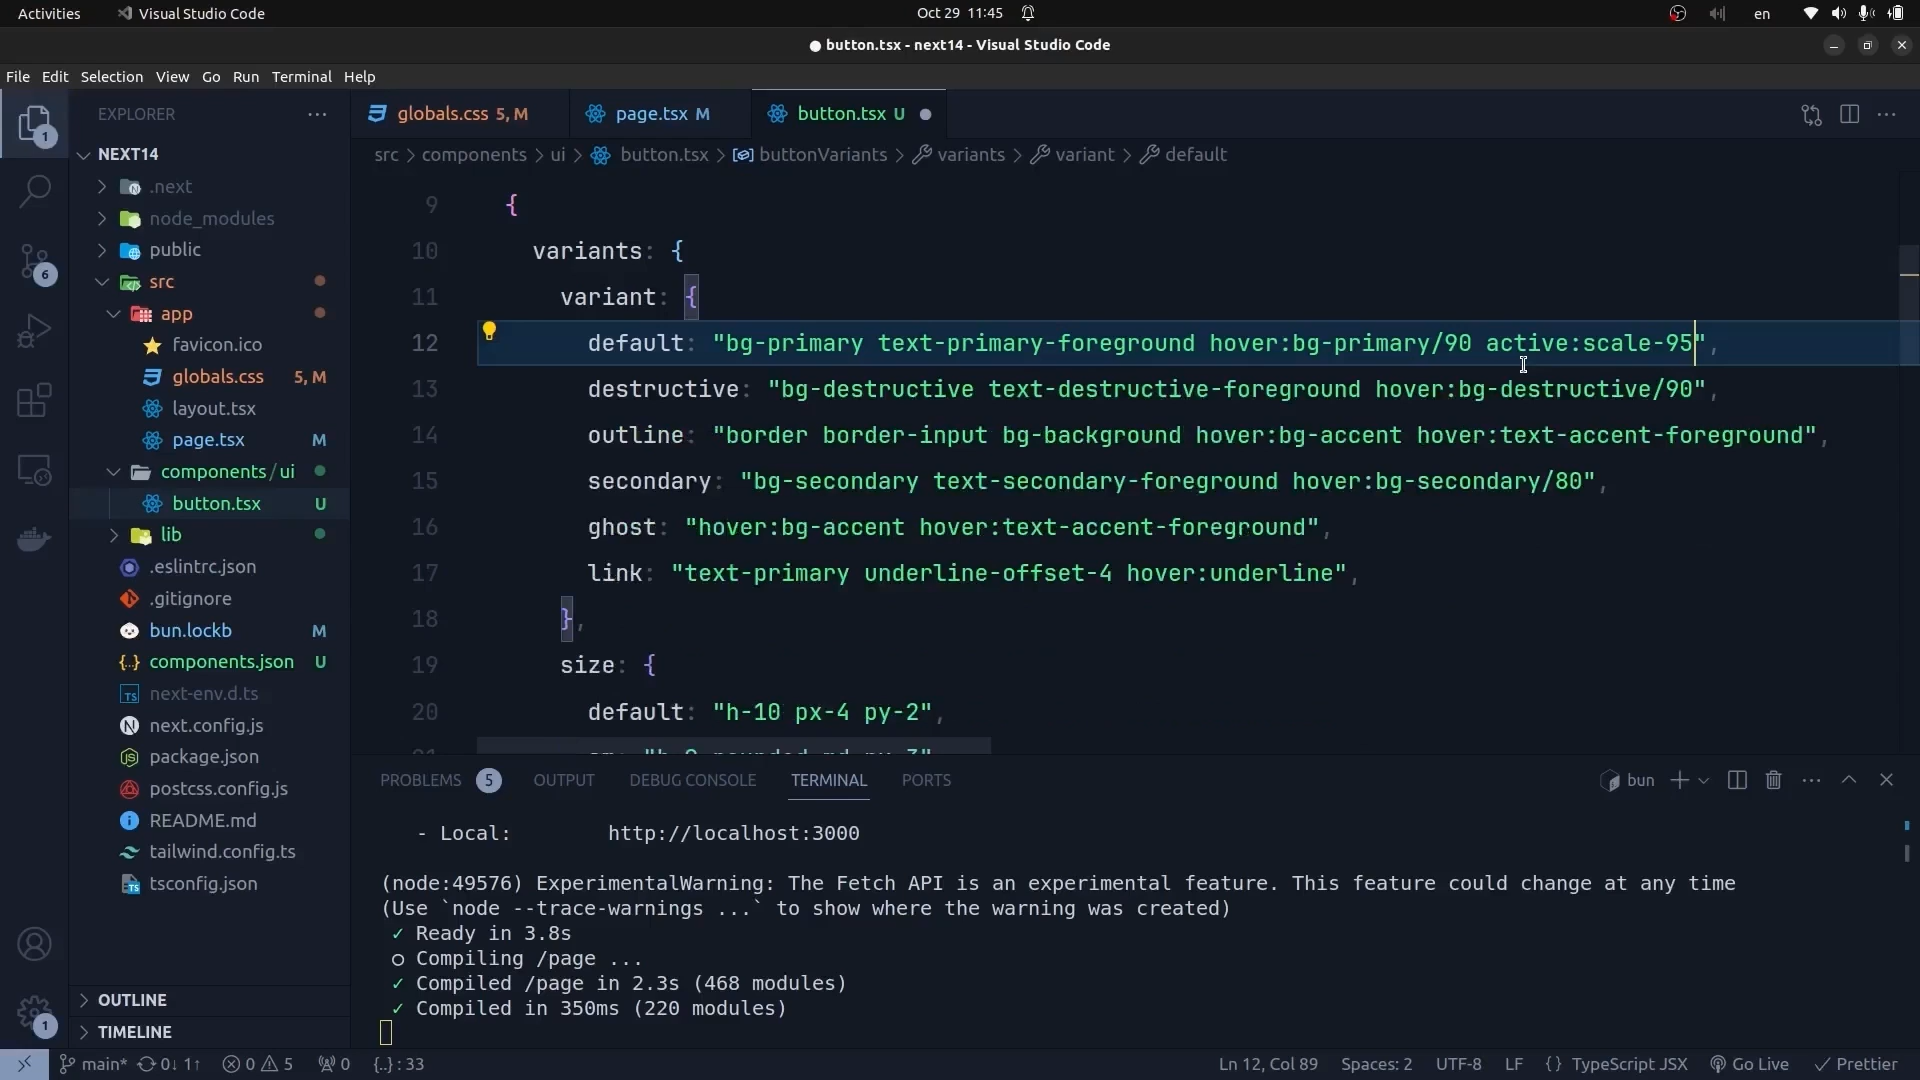 Activities
Visual Studio Code
Oct 29 11:45
en
button.tsx - next14 - Visual Studio Code
File Edit Selection View Go Run Terminal Help
EXPLORER
NEXT14
.next
node_modules
public
src
app
favicon.ico
globals.css 5, M
layout.tsx
page.tsx M
components/ui
button.tsx U
lib
.eslintrc.json
.gitignore
bun.lockb M
components.json U
next-env.d.ts
next.config.js
package.json
postcss.config.js
README.md
tailwind.config.ts
tsconfig.json
OUTLINE
TIMELINE
1
6
1
globals.css 5, M
page.tsx M
button.tsx U
src > components > ui > button.tsx > buttonVariants > variants > variant > default
9 {
10 variants: {
11 variant: {
12 default: "bg-primary text-primary-foreground hover:bg-primary/90 active:scale-95",
13 destructive: "bg-destructive text-destructive-foreground hover:bg-destructive/90",
14 outline: "border border-input bg-background hover:bg-accent hover:text-accent-foreground",
15 secondary: "bg-secondary text-secondary-foreground hover:bg-secondary/80",
16 ghost: "hover:bg-accent hover:text-accent-foreground",
17 link: "text-primary underline-offset-4 hover:underline",
18 },
19 size: {
20 default: "h-10 px-4 py-2",
PROBLEMS 5 OUTPUT DEBUG CONSOLE TERMINAL PORTS
bun
- Local: http://localhost:3000
(node:49576) ExperimentalWarning: The Fetch API is an experimental feature. This feature could change at any time
(Use `node --trace-warnings ...` to show where the warning was created)
✓ Ready in 3.8s
○ Compiling /page ...
✓ Compiled /page in 2.3s (468 modules)
✓ Compiled in 350ms (220 modules)
main* 0↓ 1↑ 0 5 0 {..} : 33
Ln 12, Col 89 Spaces: 2 UTF-8 LF {} TypeScript JSX Go Live Prettier